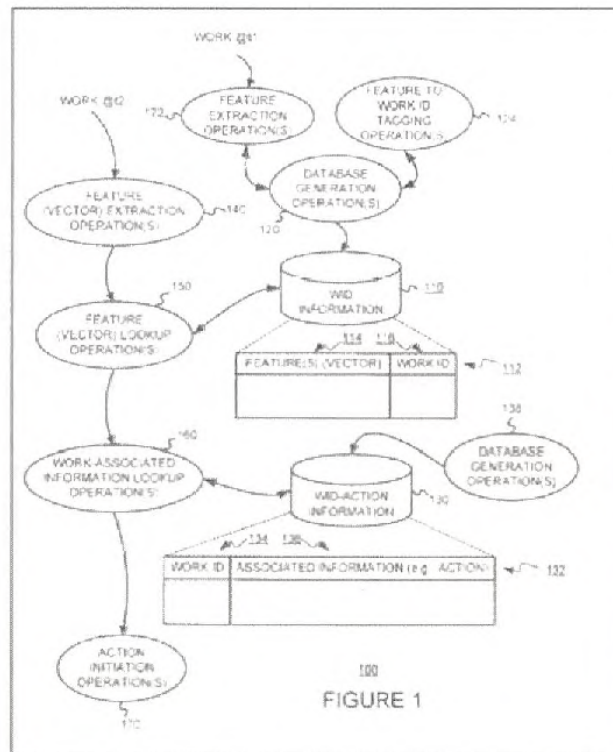 WORK @t1
WORK @t2
122
FEATURE
EXTRACTION
OPERATION(S)
FEATURE TO
WORK ID
TAGGING
OPERATION(S)
124
FEATURE
(VECTOR) EXTRACTION
OPERATION(S)
140
DATABASE
GENERATION
OPERATION(S)
120
150
FEATURE
(VECTOR) LOOKUP
OPERATION(S)
WID
INFORMATION
110
114 116
FEATURE(S) (VECTOR) WORK ID
112
138
DATABASE
GENERATION
OPERATION(S)
160
WORK-ASSOCIATED
INFORMATION LOOKUP
OPERATION(S)
WID-ACTION
INFORMATION
130
134 136
WORK ID ASSOCIATED INFORMATION (e.g., ACTION)
132
ACTION
INITIATION
OPERATION(S)
170
100
FIGURE 1